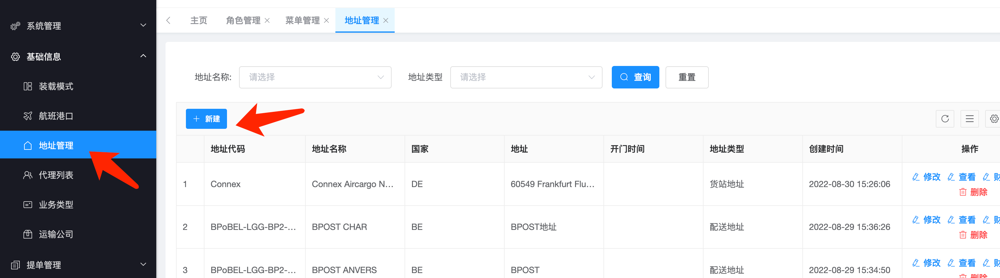 系统管理
基础信息
装载模式
航班港口
地址管理
代理列表
业务类型
运输公司
提单管理
主页 角色管理 菜单管理 地址管理
地址名称: 请选择 地址类型 请选择 查询 重置
新建
地址代码 地址名称 国家 地址 开门时间 地址类型 创建时间 操作
1 Connex Connex Aircargo N... DE 60549 Frankfurt Flu... 货站地址 2022-08-30 15:26:06 修改 查看
删除
2 BPoBEL-LGG-BP2-... BPOST CHAR BE BPOST地址 配送地址 2022-08-29 15:36:26 修改 查看
删除
3 BPoBEL-LGG-BP2-... BPOST ANVERS BE BPOST 配送地址 2022-08-29 15:34:50 修改 查看